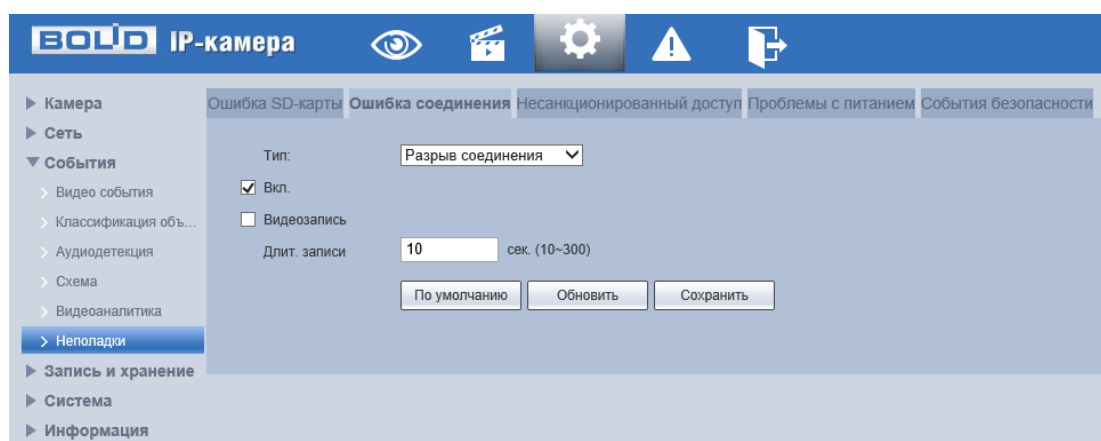 BOLID IP-камера
Камера
Сеть
События
Видео события
Классификация объ...
Аудиодетекция
Схема
Видеоаналитика
Неполадки
Запись и хранение
Система
Информация
Ошибка SD-карты Ошибка соединения Несанкционированный доступ Проблемы с питанием События безопасности
Тип: Разрыв соединения
Вкл.
Видеозапись
Длит. записи 10 сек. (10~300)
По умолчанию Обновить Сохранить